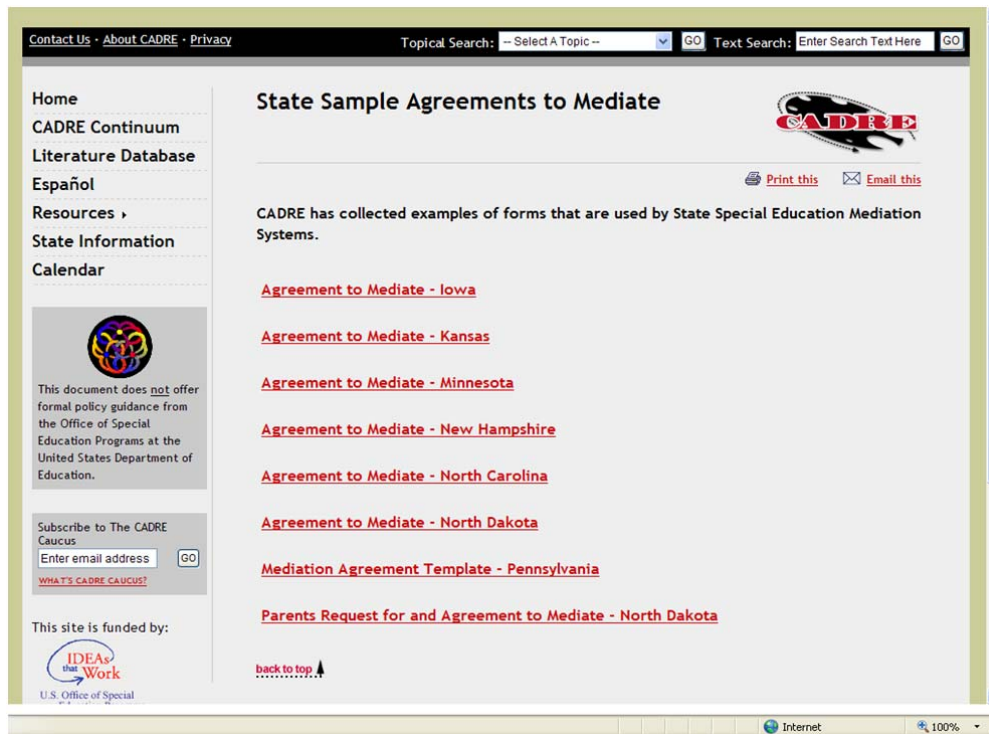 Contact Us · About CADRE · Privacy
Topical Search: -- Select A Topic -- GO Text Search: Enter Search Text Here GO
Home
CADRE Continuum
Literature Database
Español
Resources ›
State Information
Calendar
This document does not offer
formal policy guidance from
the Office of Special
Education Programs at the
United States Department of
Education.
Subscribe to The CADRE
Caucus
Enter email address GO
WHAT'S CADRE CAUCUS?
This site is funded by:
IDEAs
that Work
U.S. Office of Special
State Sample Agreements to Mediate
CADRE
Print this Email this
CADRE has collected examples of forms that are used by State Special Education Mediation
Systems.
Agreement to Mediate - Iowa
Agreement to Mediate - Kansas
Agreement to Mediate - Minnesota
Agreement to Mediate - New Hampshire
Agreement to Mediate - North Carolina
Agreement to Mediate - North Dakota
Mediation Agreement Template - Pennsylvania
Parents Request for and Agreement to Mediate - North Dakota
back to top
Internet 100%